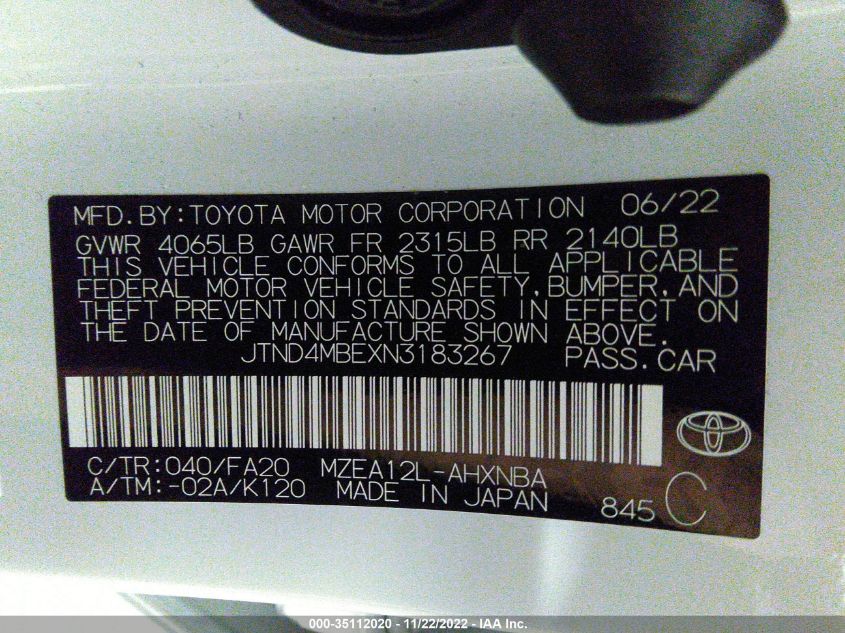 MFD.BY:TOYOTA MOTOR CORPORATION 06/22
GVWR 4065LB GAWR FR 2315LB RR 2140LB
THIS VEHICLE CONFORMS TO ALL APPLICABLE
FEDERAL MOTOR VEHICLE SAFETY,BUMPER,AND
THEFT PREVENTION STANDARDS IN EFFECT ON
THE DATE OF MANUFACTURE SHOWN ABOVE.
JTND4MBEXN3183267 PASS.CAR
C/TR:040/FA20 MZEA12L-AHXNBA
A/TM:-02A/K120 MADE IN JAPAN 845 C
000-35112020 - 11/22/2022 - IAA Inc.